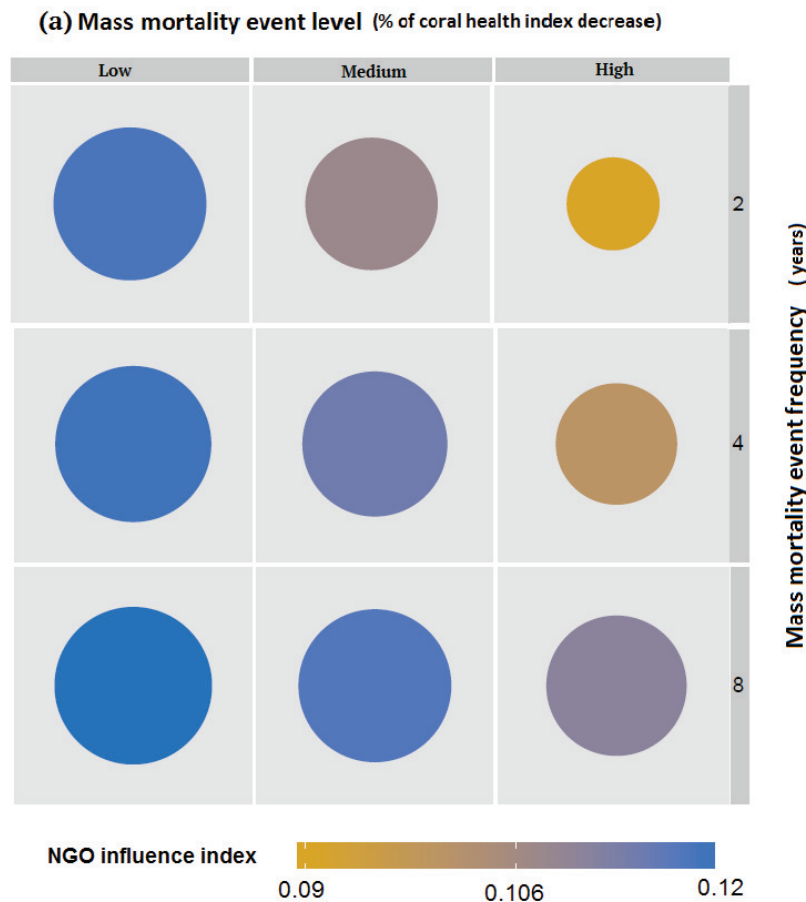 (a) Mass mortality event level (% of coral health index decrease)
Low Medium High
2
4
8
Mass mortality event frequency ( years)
NGO influence index
0.09 0.106 0.12